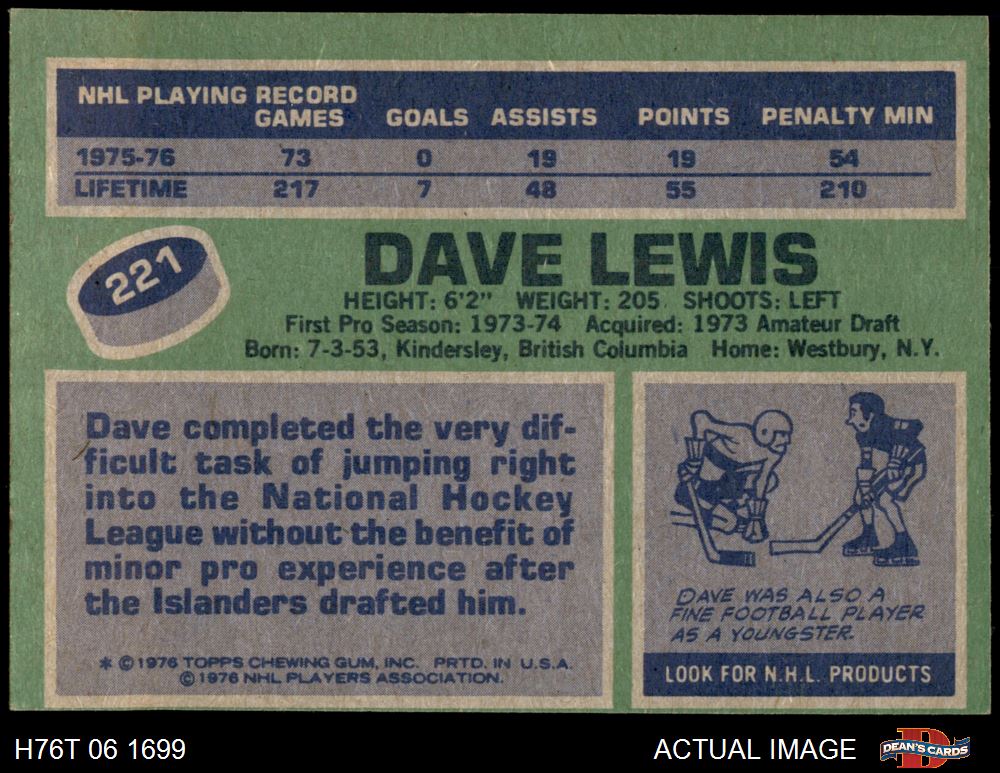 NHL PLAYING RECORD
GAMES GOALS ASSISTS POINTS PENALTY MIN
1975-76 73 0 19 19 54
LIFETIME 217 7 48 55 210
221
DAVE LEWIS
HEIGHT: 6'2" WEIGHT: 205 SHOOTS: LEFT
First Pro Season: 1973-74 Acquired: 1973 Amateur Draft
Born: 7-3-53, Kindersley, British Columbia Home: Westbury, N.Y.
Dave completed the very dif-
ficult task of jumping right
into the National Hockey
League without the benefit of
minor pro experience after
the Islanders drafted him.
* © 1976 TOPPS CHEWING GUM, INC. PRTD. IN U.S.A.
© 1976 NHL PLAYERS ASSOCIATION.
DAVE WAS ALSO A
FINE FOOTBALL PLAYER
AS A YOUNGSTER.
LOOK FOR N.H.L. PRODUCTS
H76T 06 1699
ACTUAL IMAGE
D
DEAN'S CARDS